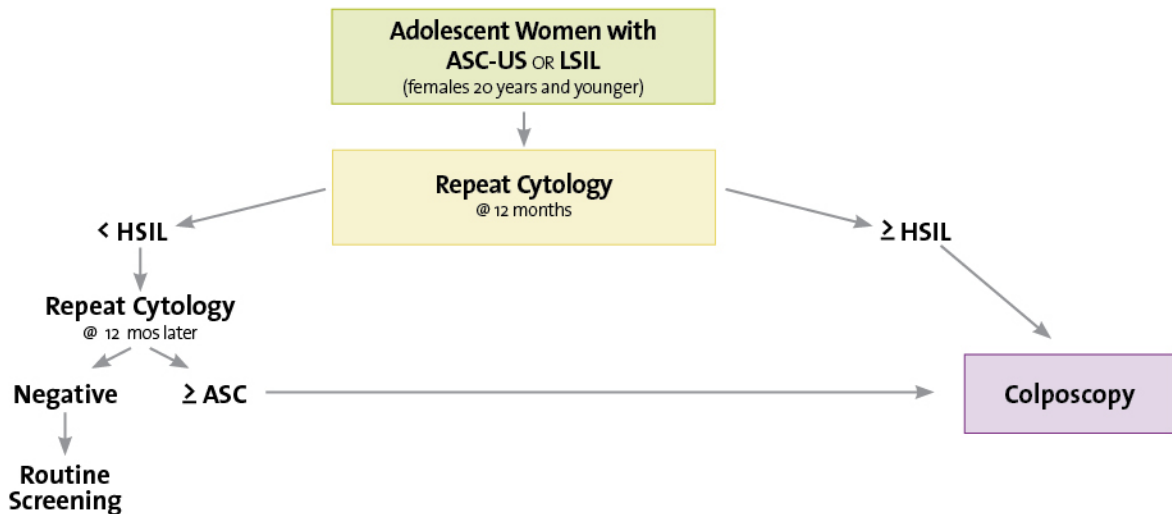 Adolescent Women with
ASC-US OR LSIL
(females 20 years and younger)
Repeat Cytology
@ 12 months
< HSIL
≥ HSIL
Repeat Cytology
@ 12 mos later
Negative
≥ ASC
Colposcopy
Routine
Screening